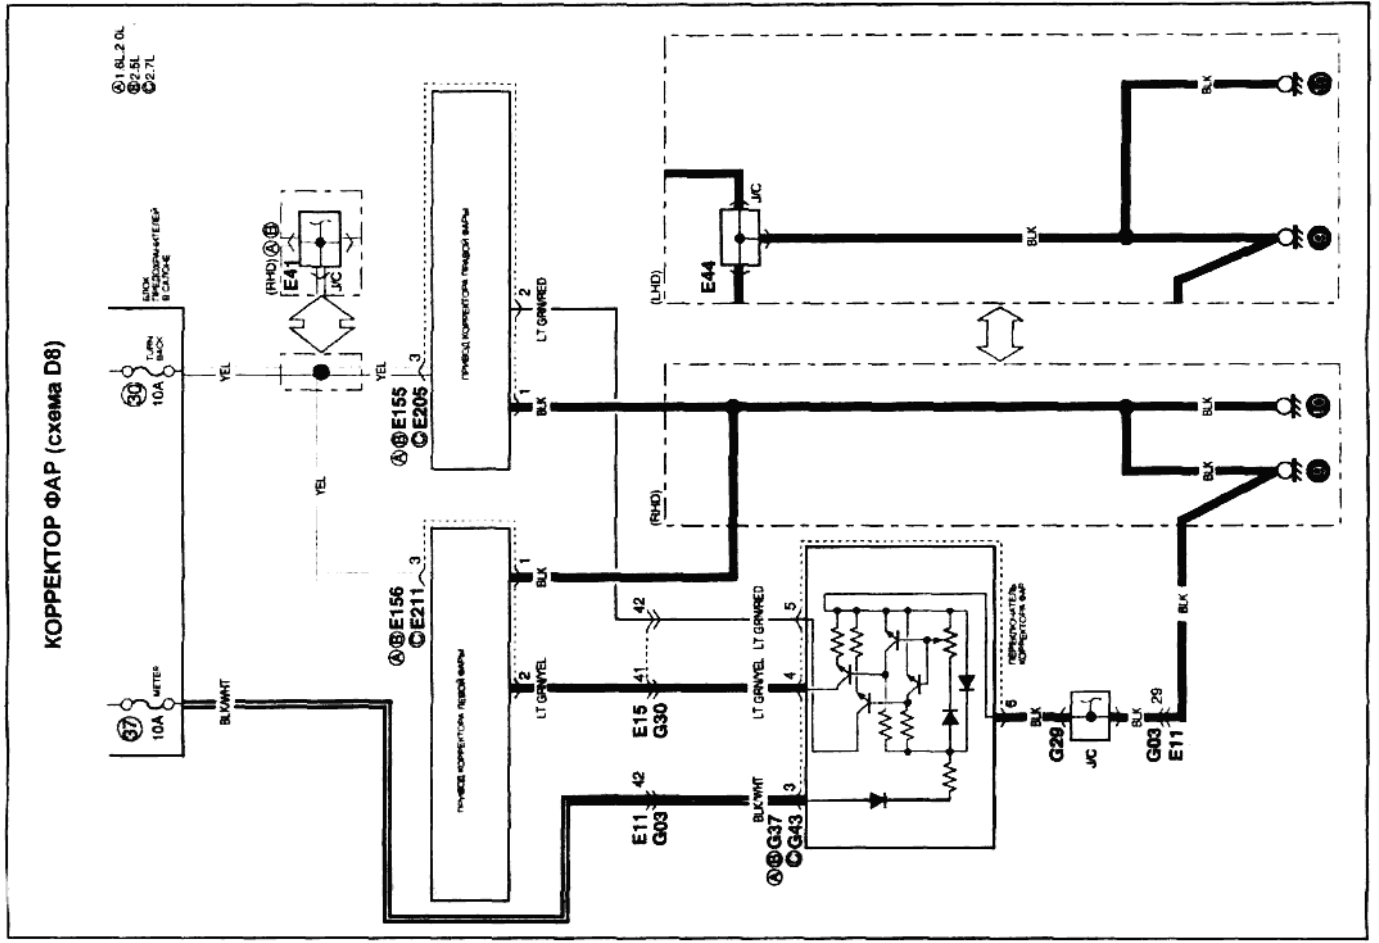 КОРРЕКТОР ФАР (схема D8)
Ⓐ1.6L.2 0L
Ⓑ2.5L
Ⓒ2.7L
БЛОК
ПРЕДОХРАНИТЕЛЕЙ
В САЛОНЕ
37
10A
METER
30
10A
TURN
BACK
BLK/WHT
YEL
YEL
YEL
(RHD)ⒶⒷ
E41
J/C
ⒶⒷE156
ⒸE211
3
ⒶⒷE155
ⒸE205
3
ПРИВОД КОРРЕКТОРА ЛЕВОЙ ФАРЫ
ПРИВОД КОРРЕКТОРА ПРАВОЙ ФАРЫ
2
LT GRN/YEL
1
BLK
1
BLK
2
LT GRN/RED
E11
G03
42
E15
G30
41
42
(RHD)
(LHD)
E44
J/C
BLK
BLK
BLK
BLK
BLK/WHT
LT GRN/YEL
LT GRN/RED
ⒶⒷG37
ⒸG43
3
4
5
ПЕРЕКЛЮЧАТЕЛЬ
КОРРЕКТОРА ФАР
6
BLK
G29
J/C
BLK
29
G03
E11
BLK
10